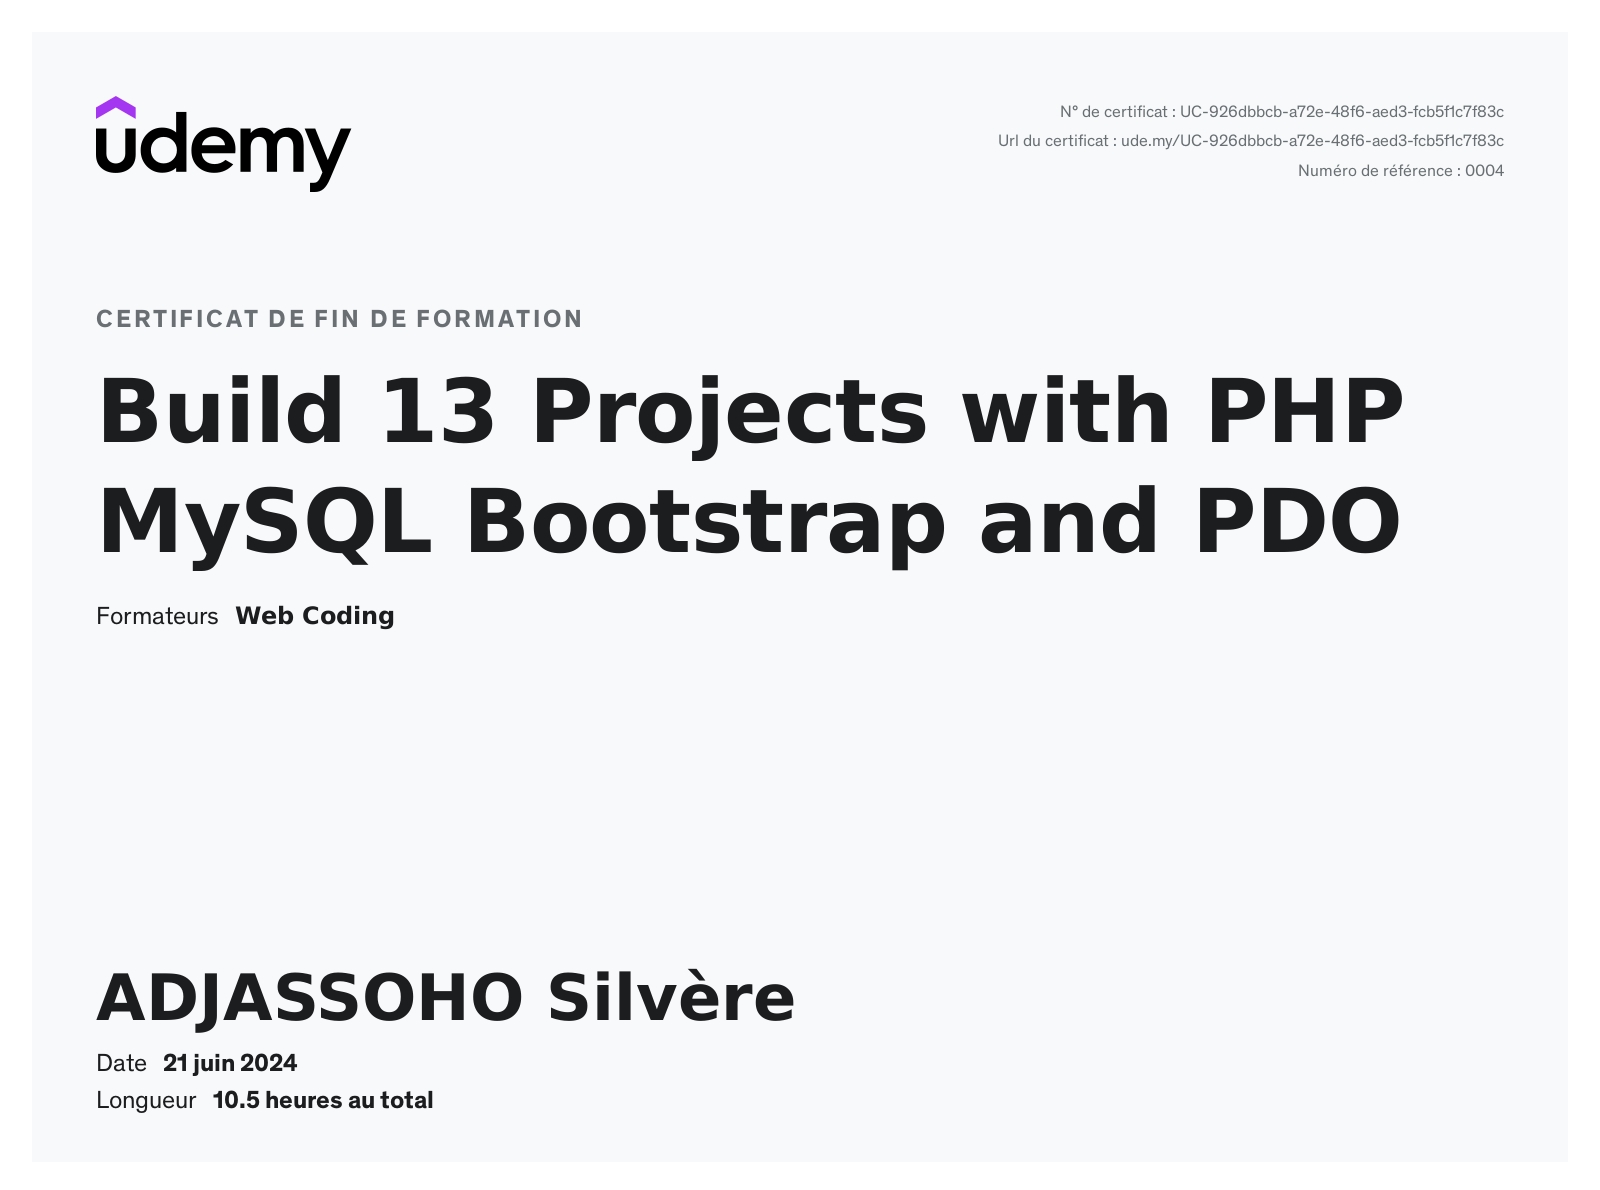 udemy
N° de certificat : UC-926dbbcb-a72e-48f6-aed3-fcb5f1c7f83c
Url du certificat : ude.my/UC-926dbbcb-a72e-48f6-aed3-fcb5f1c7f83c
Numéro de référence : 0004
CERTIFICAT DE FIN DE FORMATION
Build 13 Projects with PHP
MySQL Bootstrap and PDO
Formateurs Web Coding
ADJASSOHO Silvère
Date 21 juin 2024
Longueur 10.5 heures au total